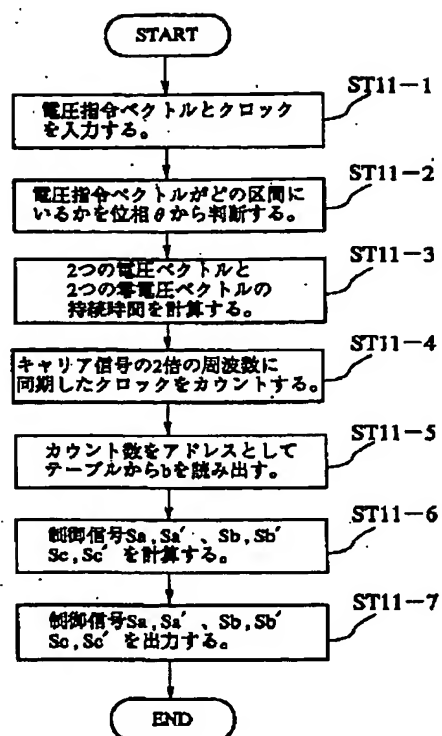 START
ST11-1
電圧指令ベクトルとクロック
を入力する。
ST11-2
電圧指令ベクトルがどの区間に
いるかを位相θから判断する。
ST11-3
2つの電圧ベクトルと
2つの零電圧ベクトルの
持続時間を計算する。
ST11-4
キャリア信号の2倍の周波数に
同期したクロックをカウントする。
ST11-5
カウント数をアドレスとして
テーブルからbを読み出す。
ST11-6
制御信号Sa,Sa′、Sb,Sb′
Sc,Sc′を計算する。
ST11-7
制御信号Sa,Sa′、Sb,Sb′
Sc,Sc′を出力する。
END